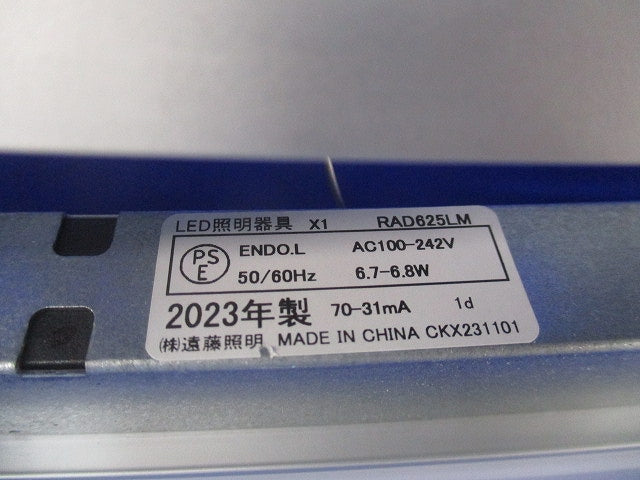 LED照明器具 X1 RAD625LM
PS E ENDO.L AC100-242V
50/60Hz 6.7-6.8W
2023年製 70-31mA 1d
㈱遠藤照明 MADE IN CHINA CKX231101